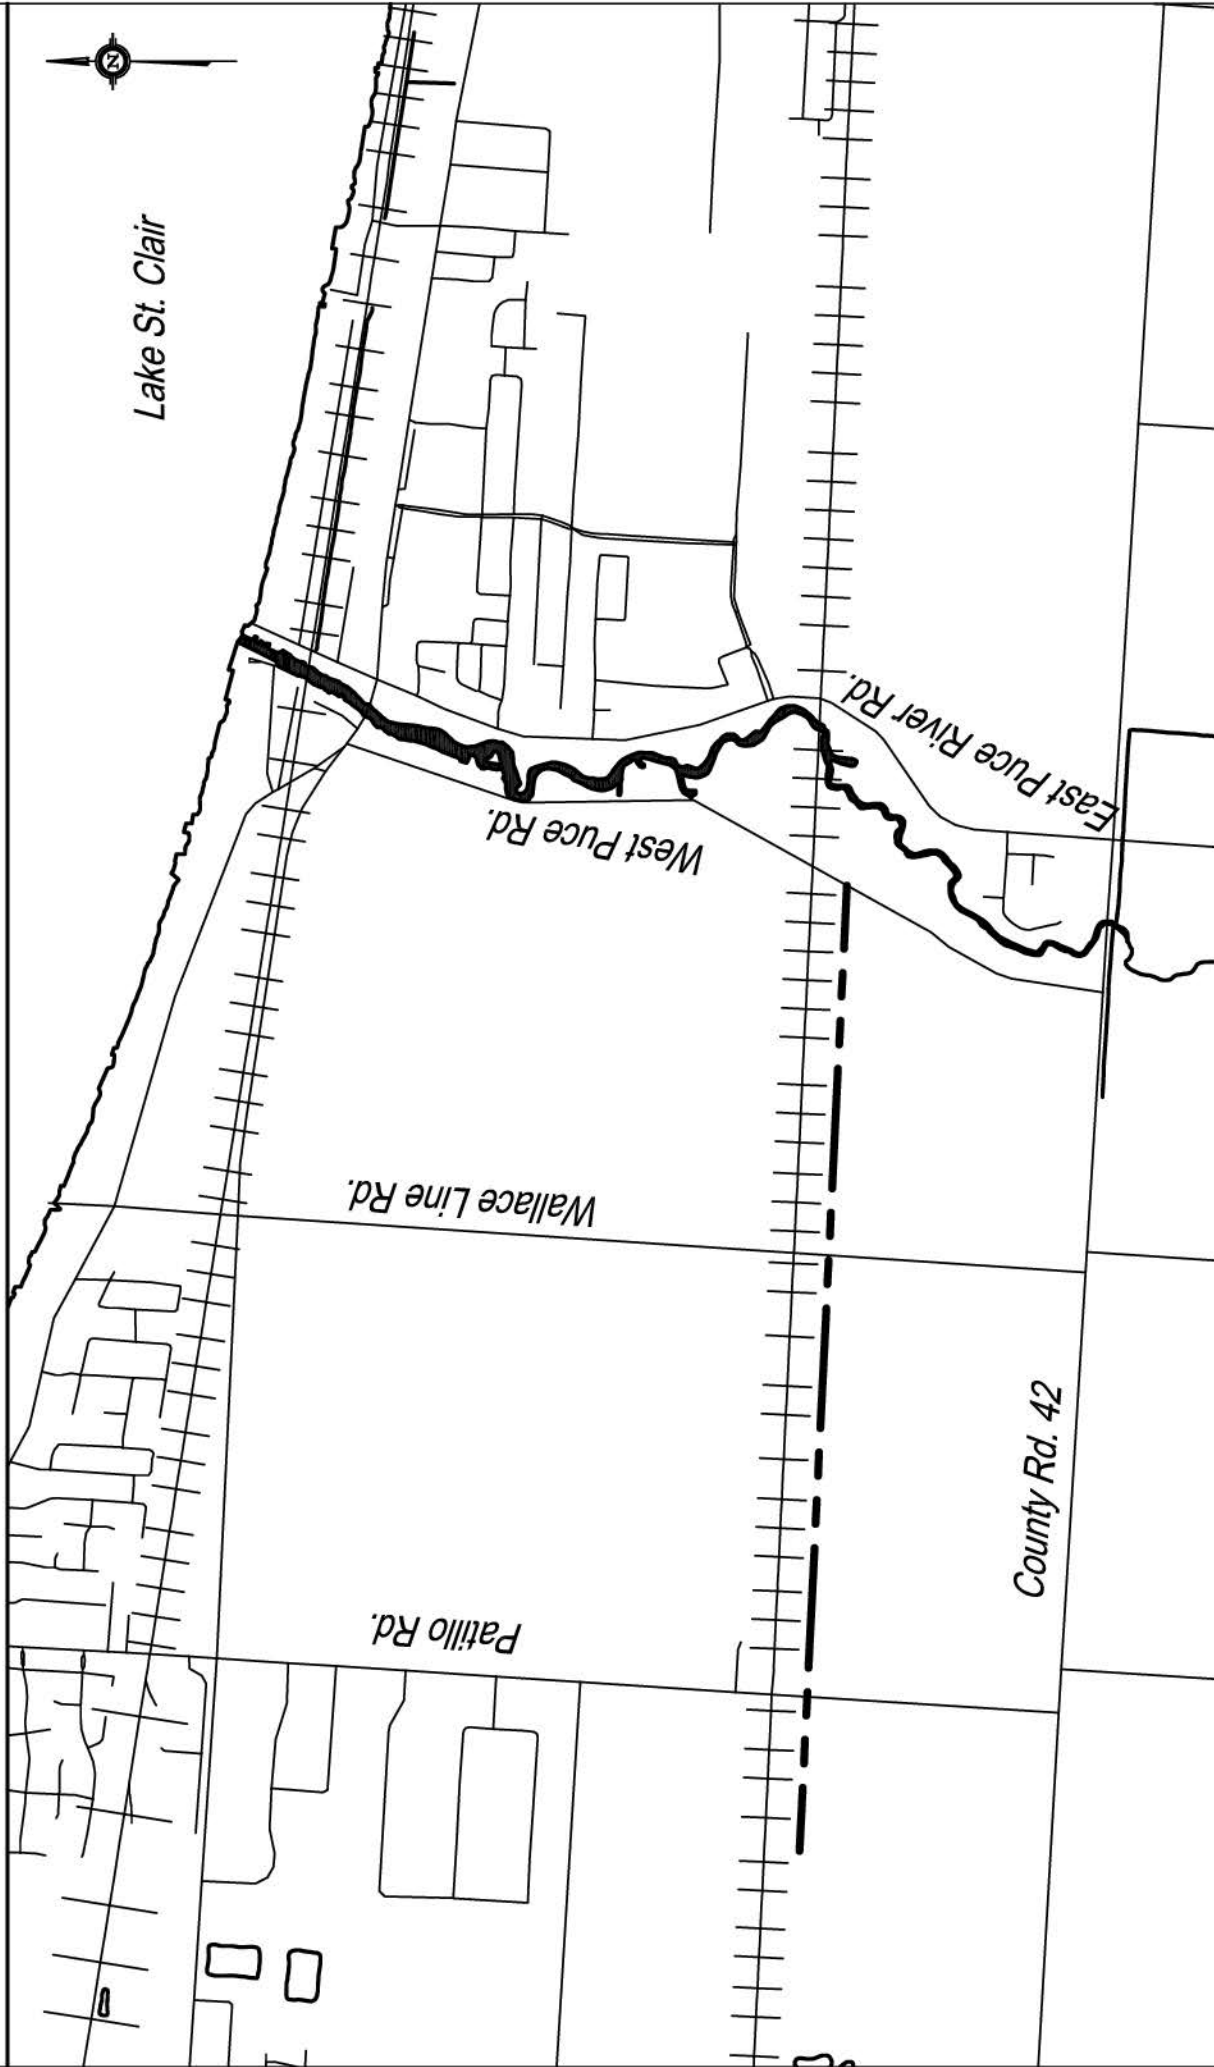 N
Lake St. Clair
East Puce River Rd.
West Puce Rd.
Wallace Line Rd.
County Rd. 42
Patillo Rd.